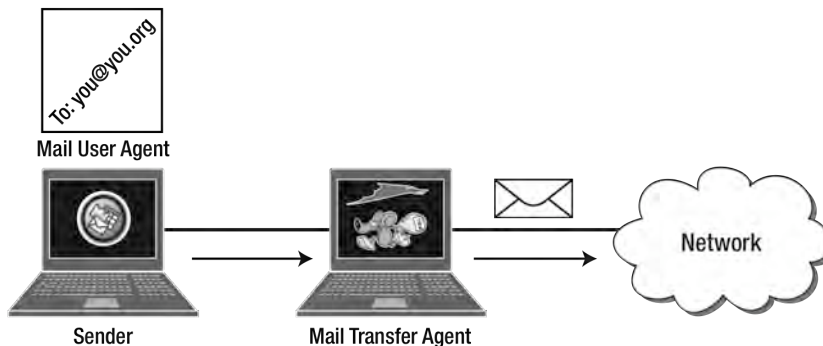 To: you@you.org
Mail User Agent
Network
Sender
Mail Transfer Agent